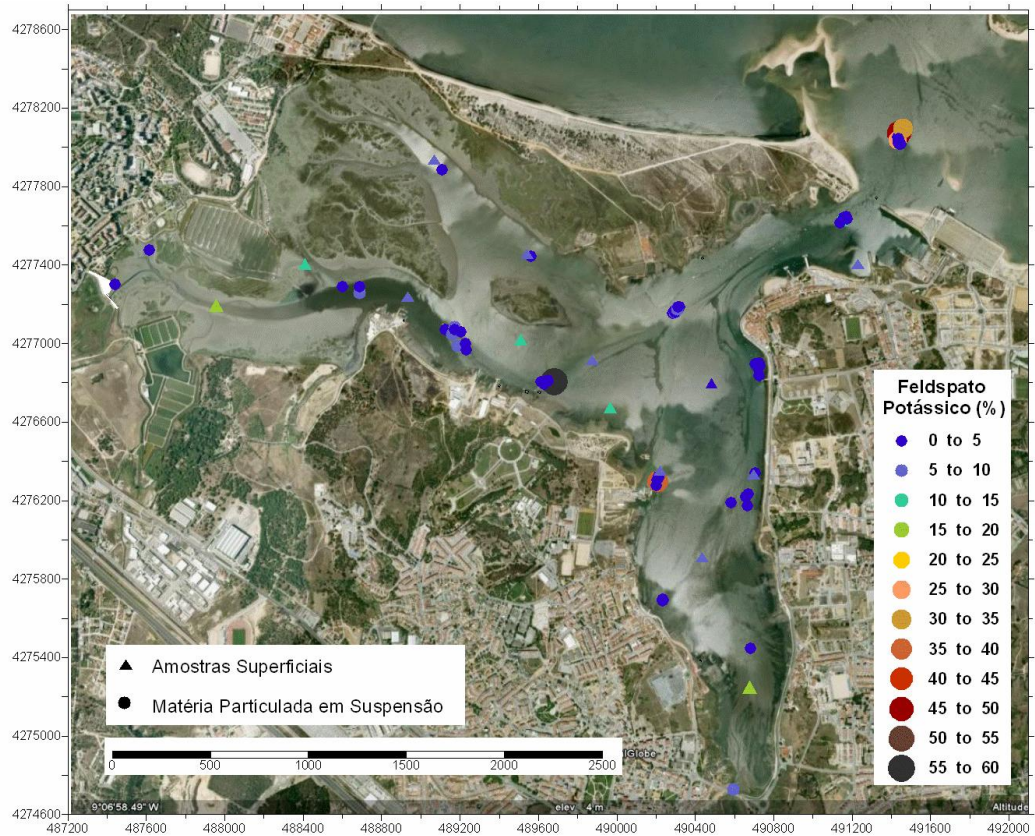 4278600
4278200
4277800
4277400
4277000
4276600
4276200
4275800
4275400
4275000
4274600
Feldspato
Potássico (%)
0 to 5
5 to 10
10 to 15
15 to 20
20 to 25
25 to 30
30 to 35
35 to 40
40 to 45
45 to 50
50 to 55
55 to 60
Amostras Superficiais
Matéria Particulada em Suspensão
0 500 1000 1500 2000 2500
alGlobe
9°06'58.49" W elev 4 m Altitude
487200 487600 488000 488400 488800 489200 489600 490000 490400 490800 491200 491600 492000